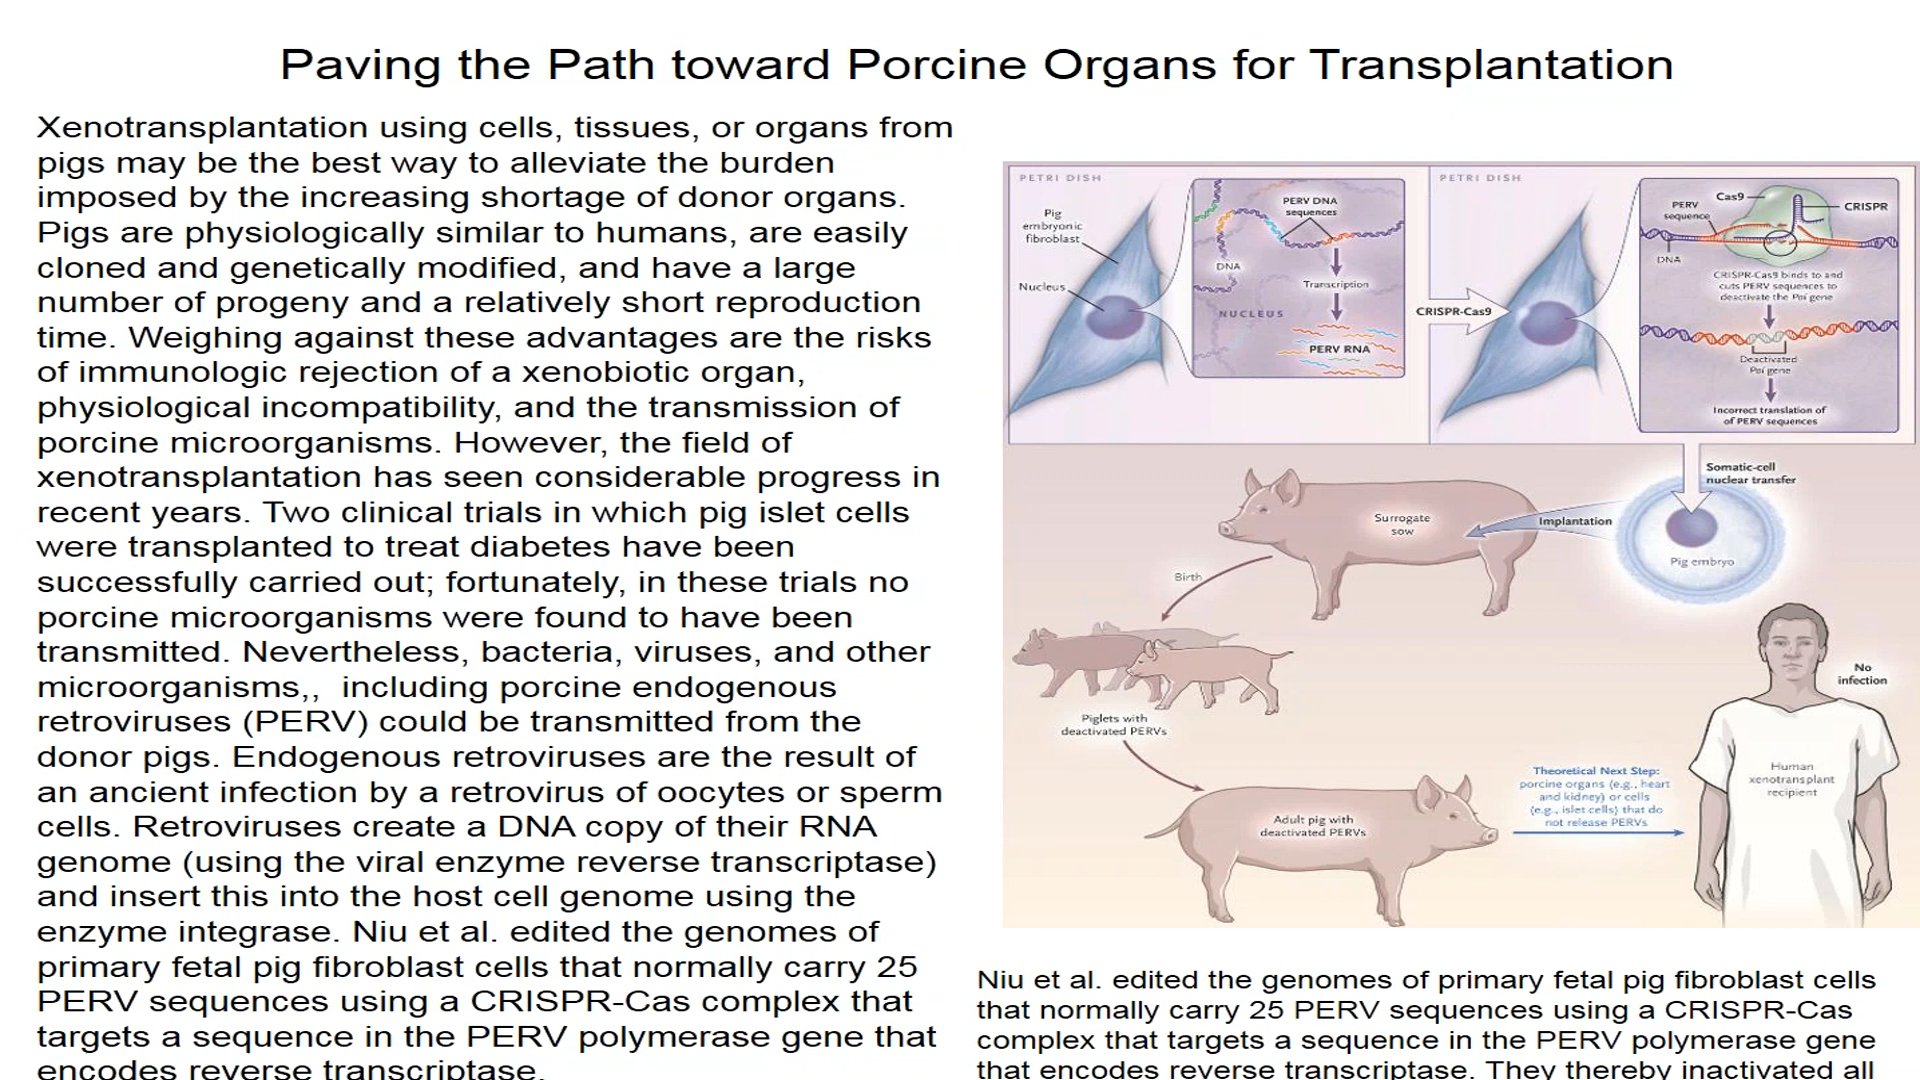 Paving the Path toward Porcine Organs for Transplantation
Xenotransplantation using cells, tissues, or organs from
pigs may be the best way to alleviate the burden
imposed by the increasing shortage of donor organs.
Pigs are physiologically similar to humans, are easily
cloned and genetically modified, and have a large
number of progeny and a relatively short reproduction
time. Weighing against these advantages are the risks
of immunologic rejection of a xenobiotic organ,
physiological incompatibility, and the transmission of
porcine microorganisms. However, the field of
xenotransplantation has seen considerable progress in
recent years. Two clinical trials in which pig islet cells
were transplanted to treat diabetes have been
successfully carried out; fortunately, in these trials no
porcine microorganisms were found to have been
transmitted. Nevertheless, bacteria, viruses, and other
microorganisms,,  including porcine endogenous
retroviruses (PERV) could be transmitted from the
donor pigs. Endogenous retroviruses are the result of
an ancient infection by a retrovirus of oocytes or sperm
cells. Retroviruses create a DNA copy of their RNA
genome (using the viral enzyme reverse transcriptase)
and insert this into the host cell genome using the
enzyme integrase. Niu et al. edited the genomes of
primary fetal pig fibroblast cells that normally carry 25
PERV sequences using a CRISPR-Cas complex that
targets a sequence in the PERV polymerase gene that
encodes reverse transcriptase.
PETRI DISH
Pig
embryonic
fibroblast
Nucleus
PERV DNA
sequences
DNA
Transcription
NUCLEUS
PERV RNA
CRISPR-Cas9
PETRI DISH
Cas9
PERV
sequence
CRISPR
DNA
CRISPR-Cas9 binds to and
cuts PERV sequences to
deactivate the Pol gene
Deactivated
Pol gene
Incorrect translation of
of PERV sequences
Somatic-cell
nuclear transfer
Surrogate
sow
Implantation
Pig embryo
Birth
Piglets with
deactivated PERVs
Adult pig with
deactivated PERVs
Theoretical Next Step:
porcine organs (e.g., heart
and kidney) or cells
(e.g., islet cells) that do
not release PERVs
No
infection
Human
xenotransplant
recipient
Niu et al. edited the genomes of primary fetal pig fibroblast cells
that normally carry 25 PERV sequences using a CRISPR-Cas
complex that targets a sequence in the PERV polymerase gene
that encodes reverse transcriptase. They thereby inactivated all